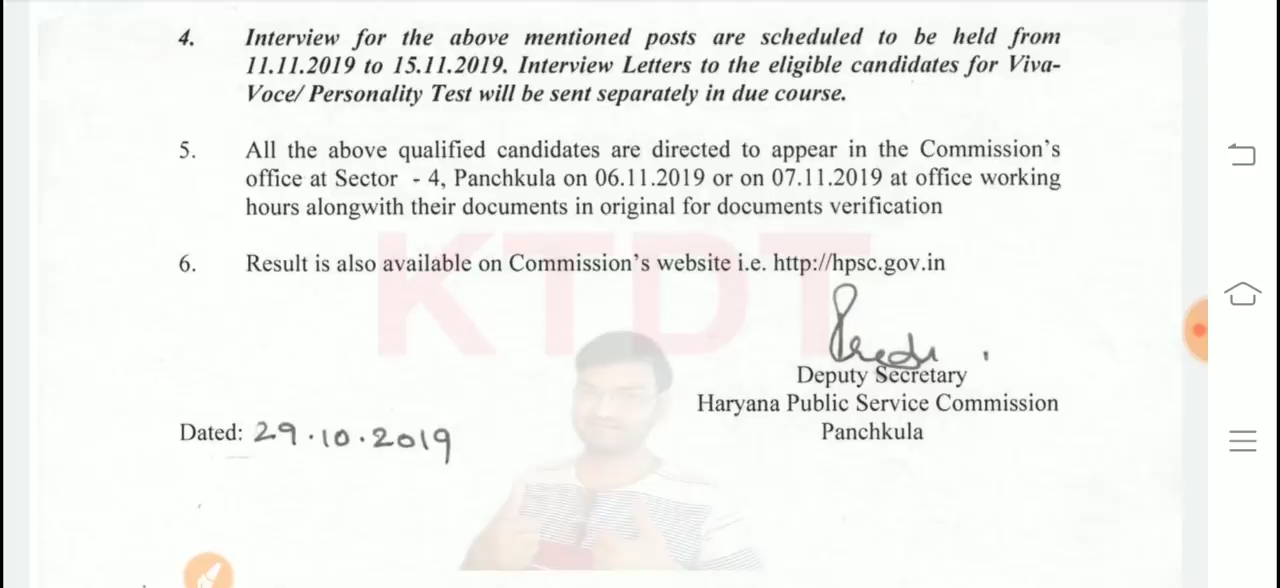 4. Interview for the above mentioned posts are scheduled to be held from
11.11.2019 to 15.11.2019. Interview Letters to the eligible candidates for Viva-
Voce/ Personality Test will be sent separately in due course.
5. All the above qualified candidates are directed to appear in the Commission's
office at Sector - 4, Panchkula on 06.11.2019 or on 07.11.2019 at office working
hours alongwith their documents in original for documents verification
6. Result is also available on Commission's website i.e. http://hpsc.gov.in
KTDT
Deputy Secretary
Haryana Public Service Commission
Panchkula
Dated: 29.10.2019